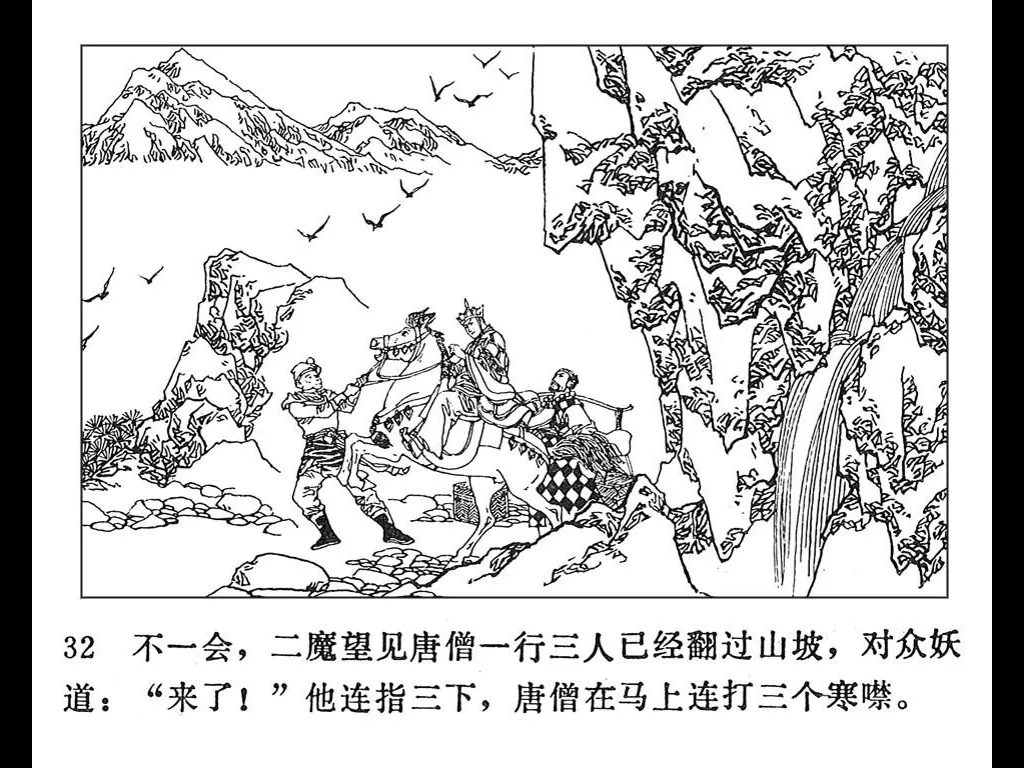 32 不一会，二魔望见唐僧一行三人已经翻过山坡，对众妖
道：“来了！”他连指三下，唐僧在马上连打三个寒噤。